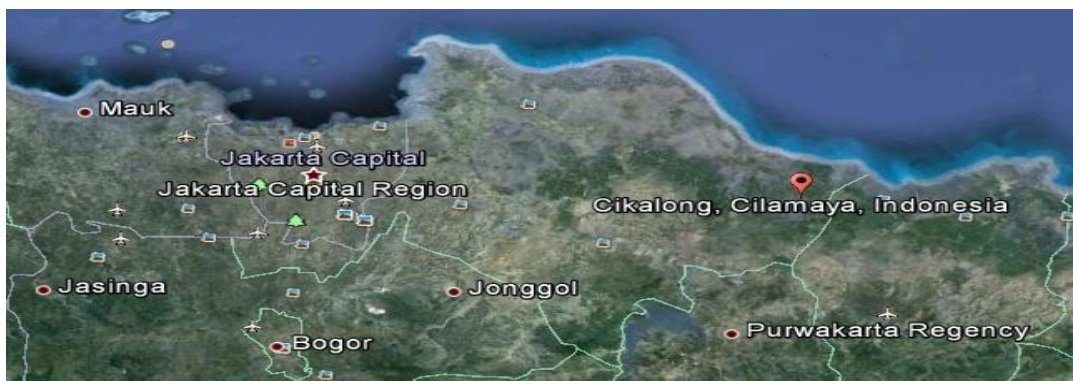 Mauk
Jakarta Capital
Jakarta Capital Region
Cikalong, Cilamaya, Indonesia
Jasinga
Jonggol
Bogor
Purwakarta Regency